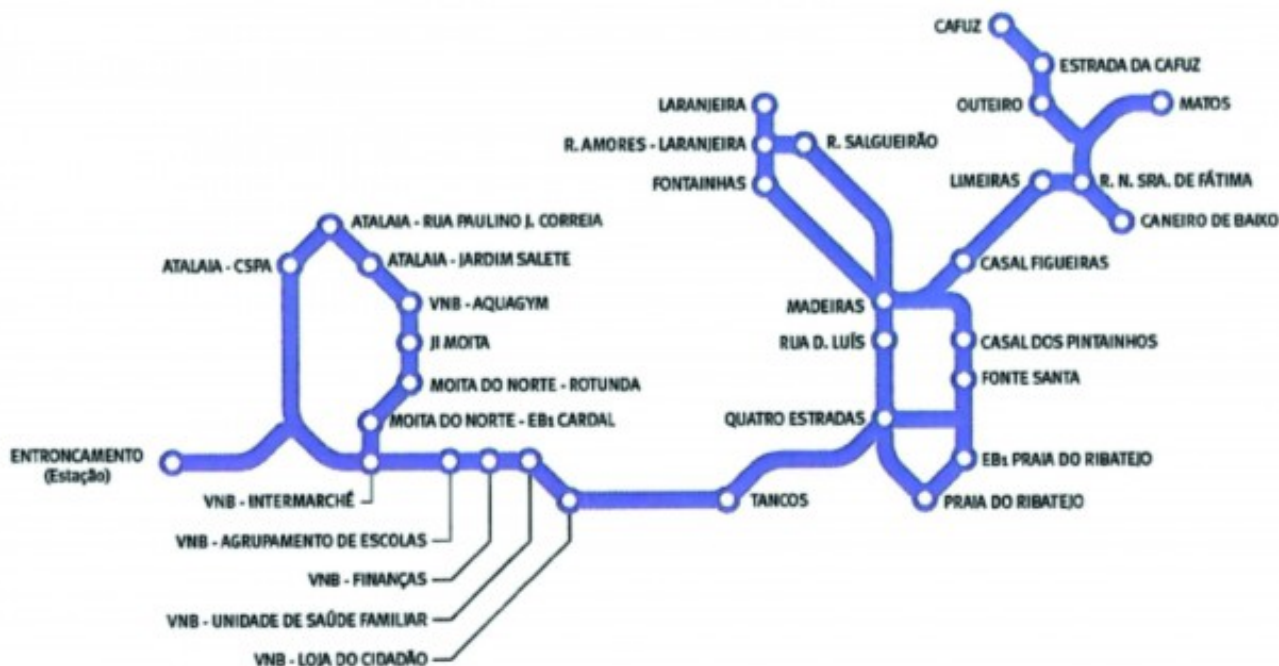 CAFUZ
ESTRADA DA CAFUZ
LARANJEIRA
OUTEIRO
MATOS
R. AMORES - LARANJEIRA
R. SALGUEIRÃO
FONTAINHAS
LIMEIRAS
R. N. SRA. DE FÁTIMA
CANEIRO DE BAIXO
ATALAIA - RUA PAULINO J. CORREIA
ATALAIA - CSPA
ATALAIA - JARDIM SALETE
CASAL FIGUEIRAS
VNB - AQUAGYM
MADEIRAS
JI MOITA
RUA D. LUÍS
CASAL DOS PINTAINHOS
MOITA DO NORTE - ROTUNDA
FONTE SANTA
MOITA DO NORTE - EB1 CARDAL
QUATRO ESTRADAS
ENTRONCAMENTO
(Estação)
EB1 PRAIA DO RIBATEJO
VNB - INTERMARCHÉ
TANCOS
PRAIA DO RIBATEJO
VNB - AGRUPAMENTO DE ESCOLAS
VNB - FINANÇAS
VNB - UNIDADE DE SAÚDE FAMILIAR
VNB - LOJA DO CIDADÃO